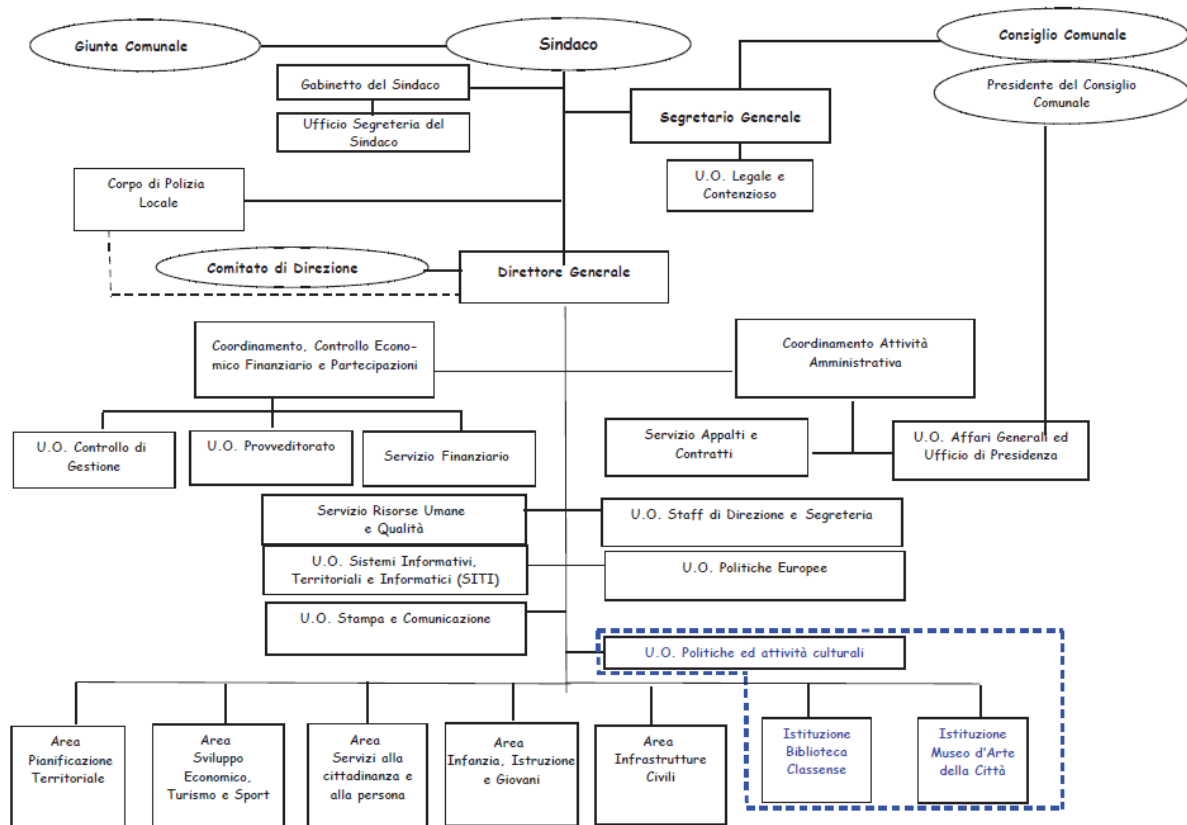 Giunta Comunale
Sindaco
Consiglio Comunale
Gabinetto del Sindaco
Presidente del Consiglio
Comunale
Ufficio Segreteria del
Sindaco
Segretario Generale
U.O. Legale e
Contenzioso
Corpo di Polizia
Locale
Comitato di Direzione
Direttore Generale
Coordinamento, Controllo Econo-
mico Finanziario e Partecipazioni
Coordinamento Attività
Amministrativa
U.O. Controllo di
Gestione
U.O. Provveditorato
Servizio Finanziario
Servizio Appalti e
Contratti
U.O. Affari Generali ed
Ufficio di Presidenza
Servizio Risorse Umane
e Qualità
U.O. Staff di Direzione e Segreteria
U.O. Sistemi Informativi,
Territoriali e Informatici (SITI)
U.O. Politiche Europee
U.O. Stampa e Comunicazione
U.O. Politiche ed attività culturali
Area
Pianificazione
Territoriale
Area
Sviluppo
Economico,
Turismo e Sport
Area
Servizi alla
cittadinanza e
alla persona
Area
Infanzia, Istruzione
e Giovani
Area
Infrastrutture
Civili
Istituzione
Biblioteca
Classense
Istituzione
Museo d'Arte
della Città